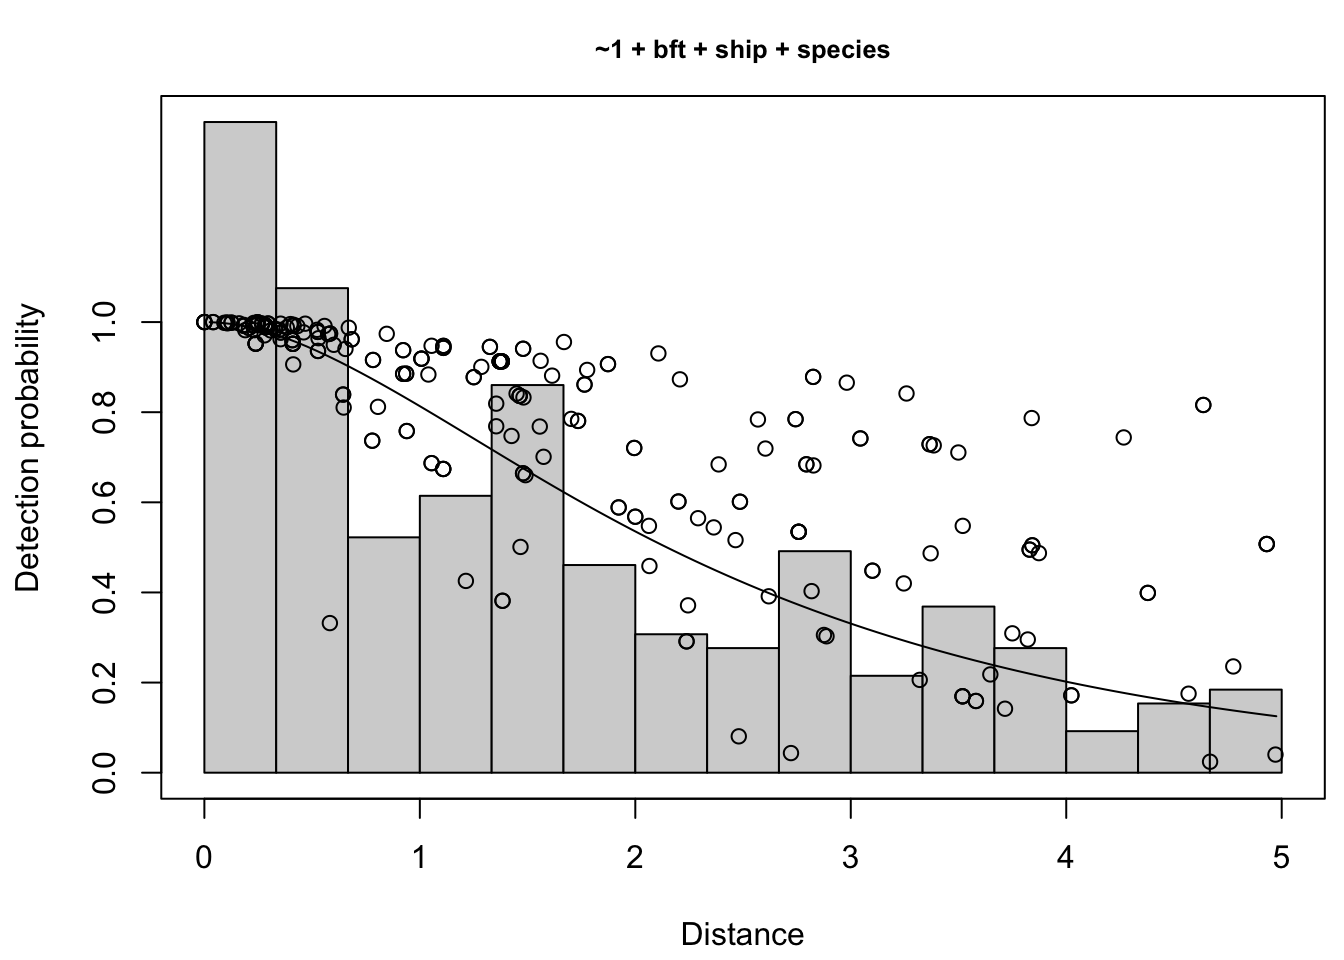 ~1 + bft + ship + species
Detection probability
1.0
0.8
0.6
0.4
0.2
0.0
0 1 2 3 4 5
Distance